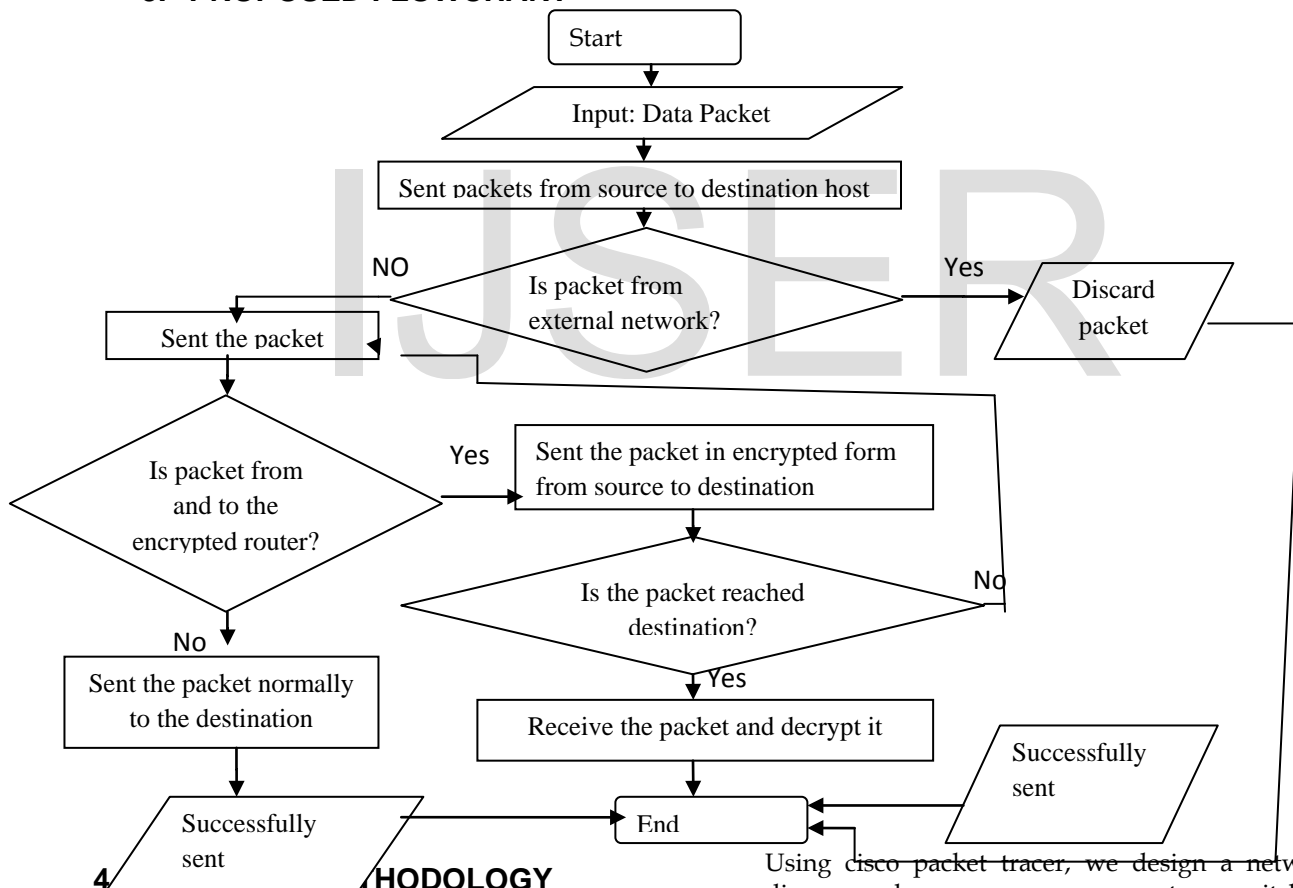 Start
Input: Data Packet
Sent packets from source to destination host
IJSER
NO
Yes
Is packet from
external network?
Discard
packet
Sent the packet
Is packet from
and to the
encrypted router?
Yes
Sent the packet in encrypted form
from source to destination
No
Is the packet reached
destination?
No
Yes
Sent the packet normally
to the destination
Receive the packet and decrypt it
Successfully
sent
Successfully
sent
End
4 HODOLOGY
Using cisco packet tracer, we design a netw